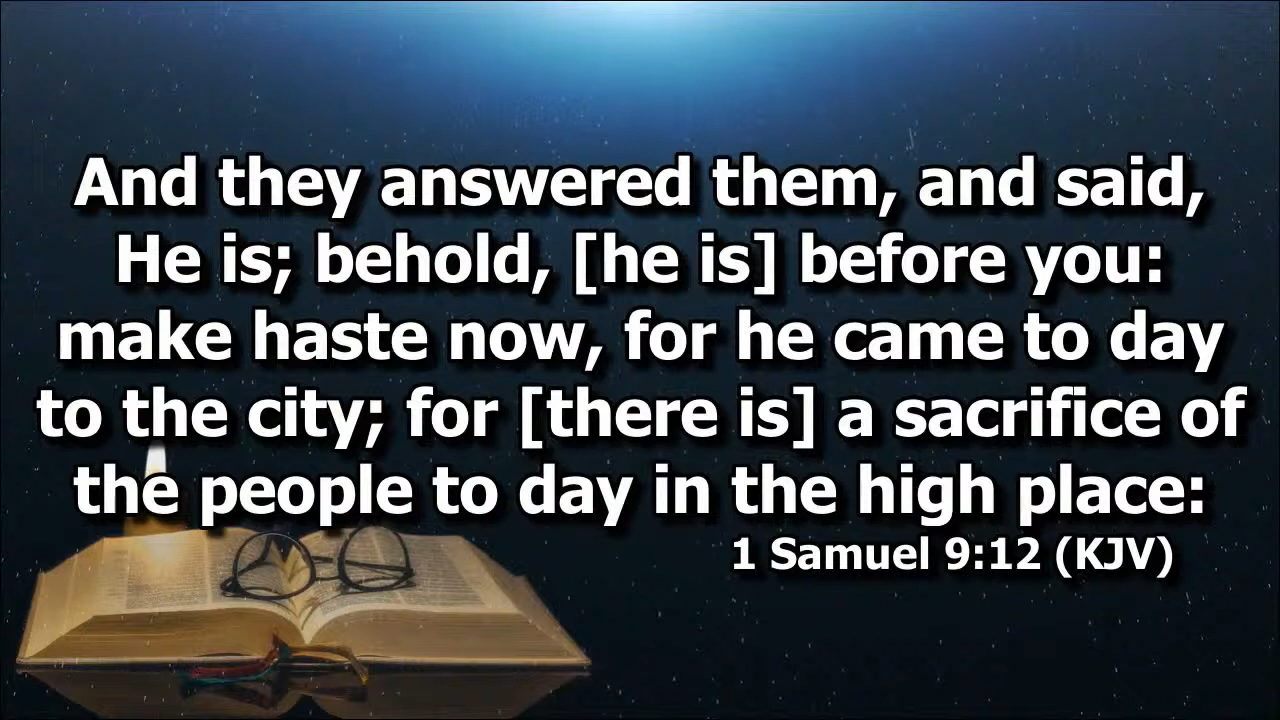 And they answered them, and said,
He is; behold, [he is] before you:
make haste now, for he came to day
to the city; for [there is] a sacrifice of
the people to day in the high place:
1 Samuel 9:12 (KJV)